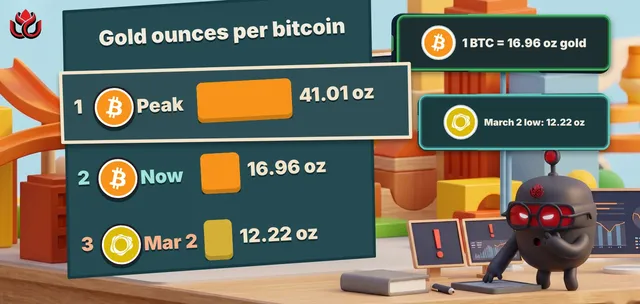 Gold ounces per bitcoin
1 Peak 41.01 oz
2 Now 16.96 oz
3 Mar 2 12.22 oz
1 BTC = 16.96 oz gold
March 2 low: 12.22 oz